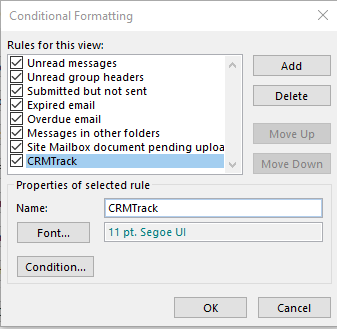 Conditional Formatting
Rules for this view:
Unread messages
Unread group headers
Submitted but not sent
Expired email
Overdue email
Messages in other folders
Site Mailbox document pending uploa
CRMTrack
Add
Delete
Move Up
Move Down
Properties of selected rule
Name:
CRMTrack
Font...
11 pt. Segoe UI
Condition...
OK
Cancel